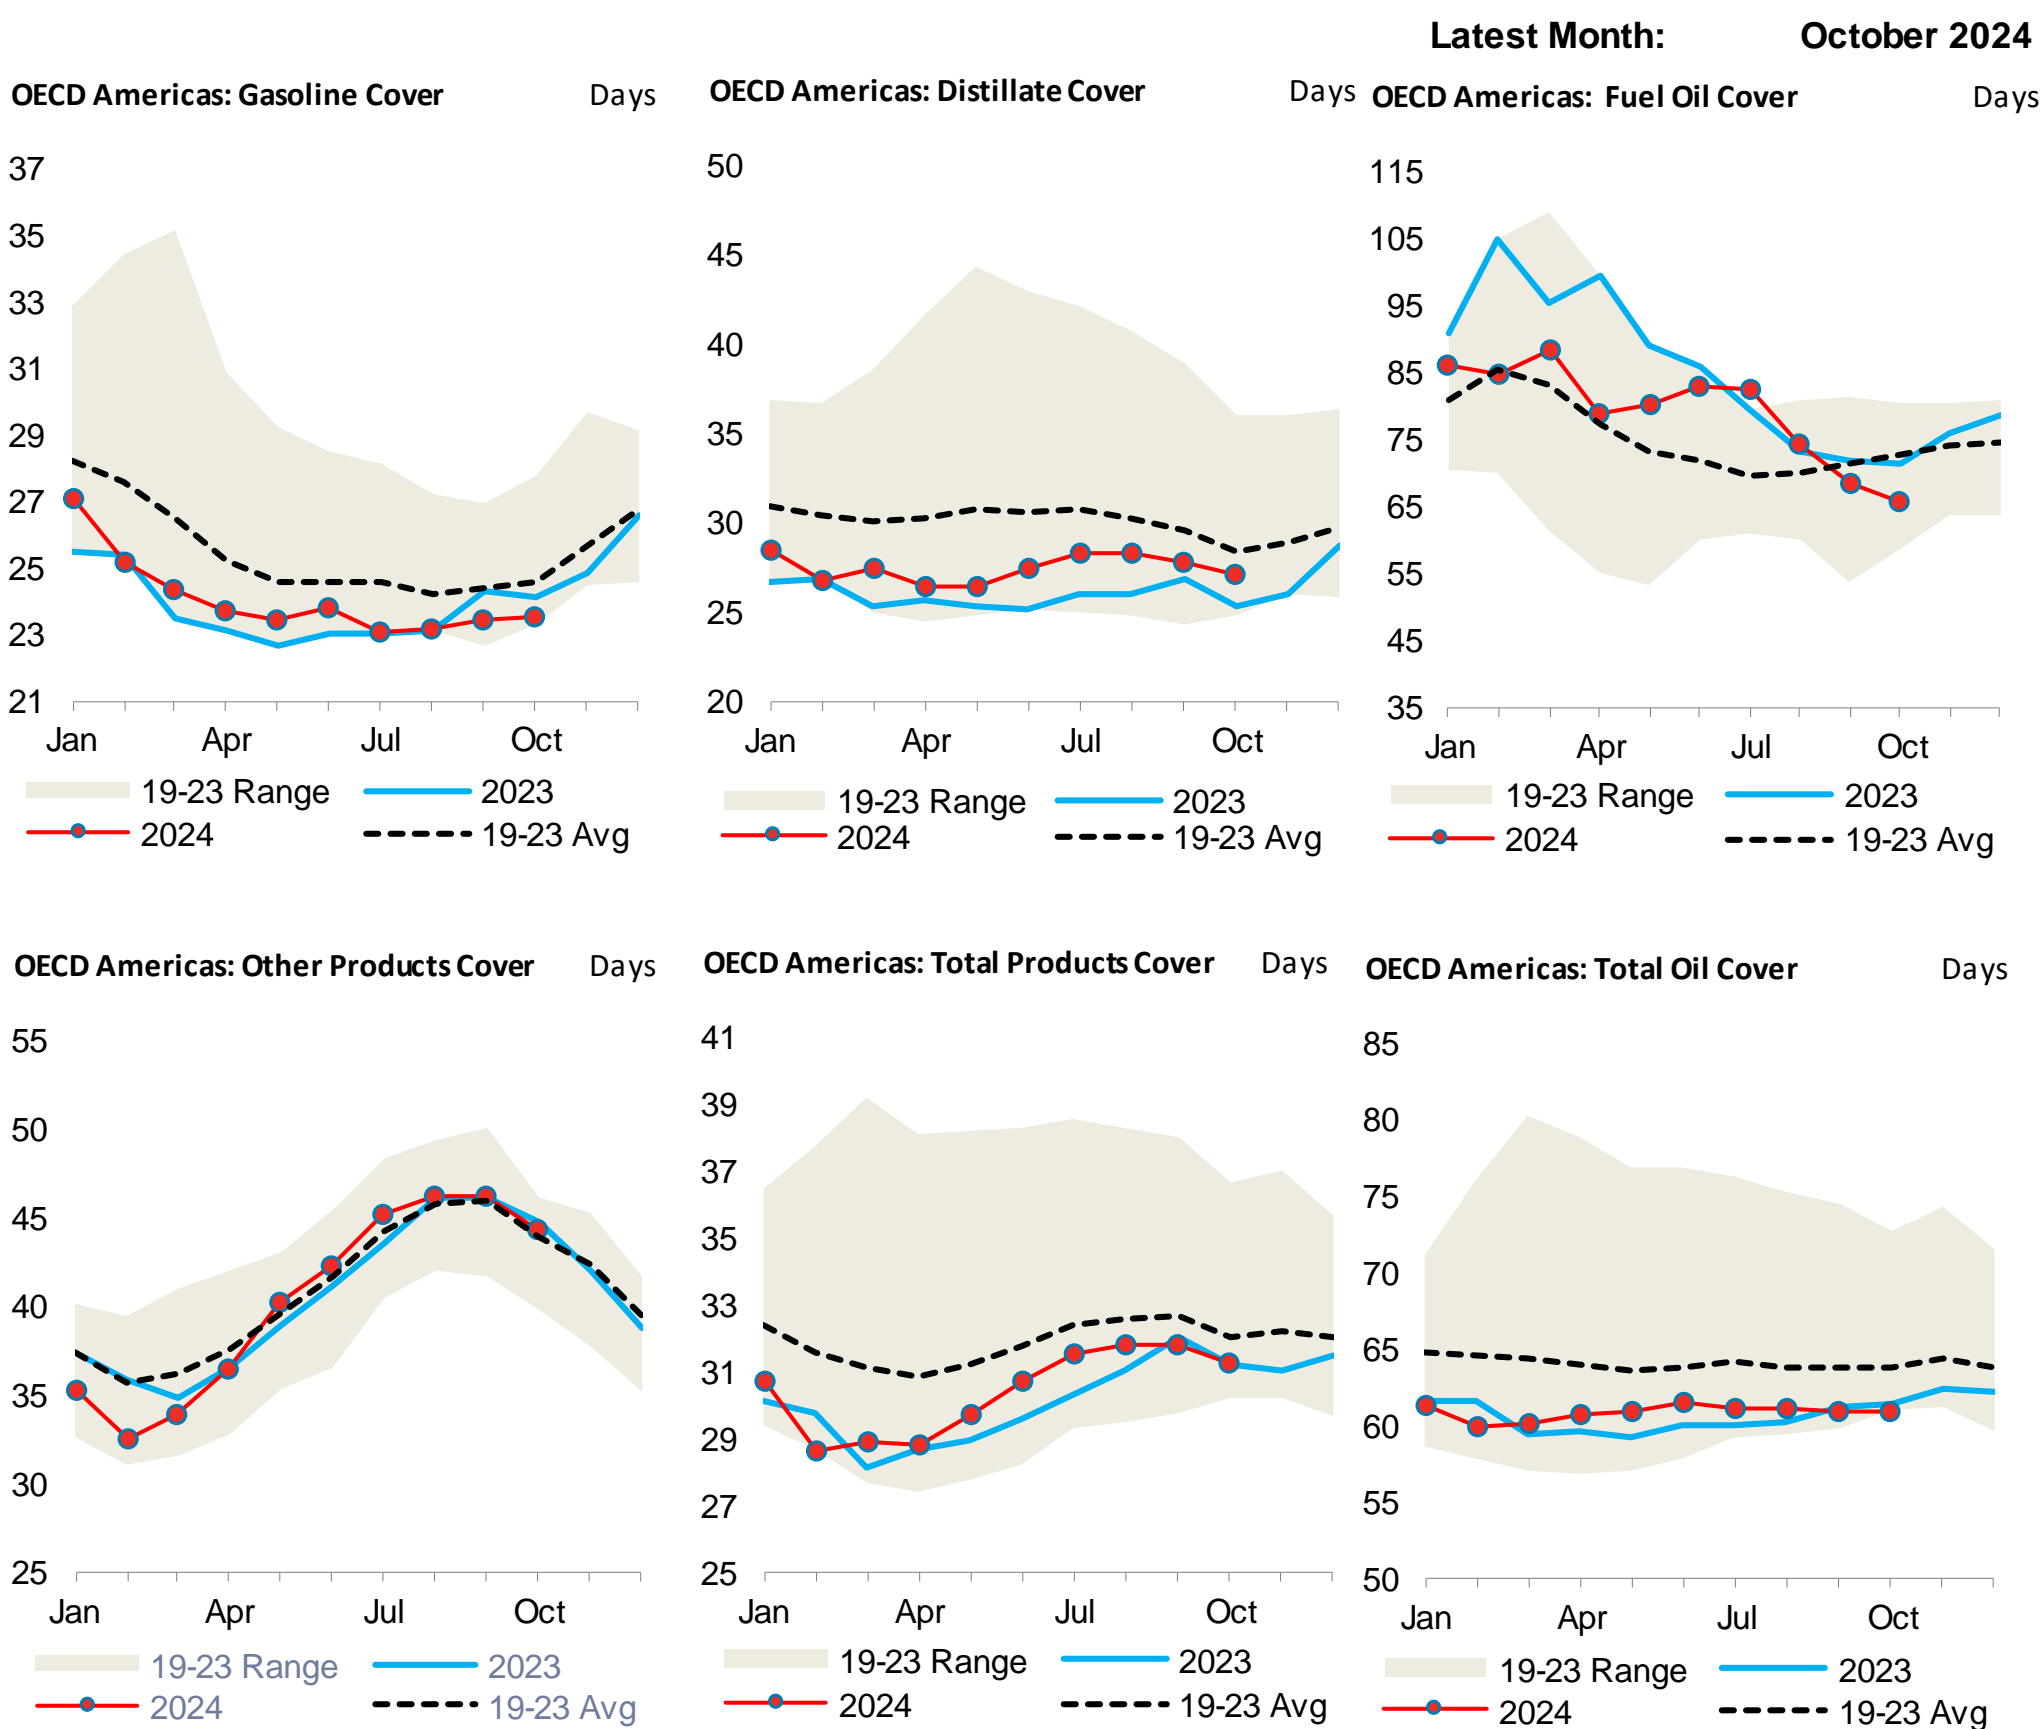 Latest Month: October 2024
OECD Americas: Gasoline Cover Days
37
35
33
31
29
27
25
23
21
Jan Apr Jul Oct
19-23 Range 2023
2024 19-23 Avg
OECD Americas: Distillate Cover Days
50
45
40
35
30
25
20
Jan Apr Jul Oct
19-23 Range 2023
2024 19-23 Avg
OECD Americas: Fuel Oil Cover Days
115
105
95
85
75
65
55
45
35
Jan Apr Jul Oct
19-23 Range 2023
2024 19-23 Avg
OECD Americas: Other Products Cover Days
55
50
45
40
35
30
25
Jan Apr Jul Oct
19-23 Range 2023
2024 19-23 Avg
OECD Americas: Total Products Cover Days
41
39
37
35
33
31
29
27
25
Jan Apr Jul Oct
19-23 Range 2023
2024 19-23 Avg
OECD Americas: Total Oil Cover Days
85
80
75
70
65
60
55
50
Jan Apr Jul Oct
19-23 Range 2023
2024 19-23 Avg